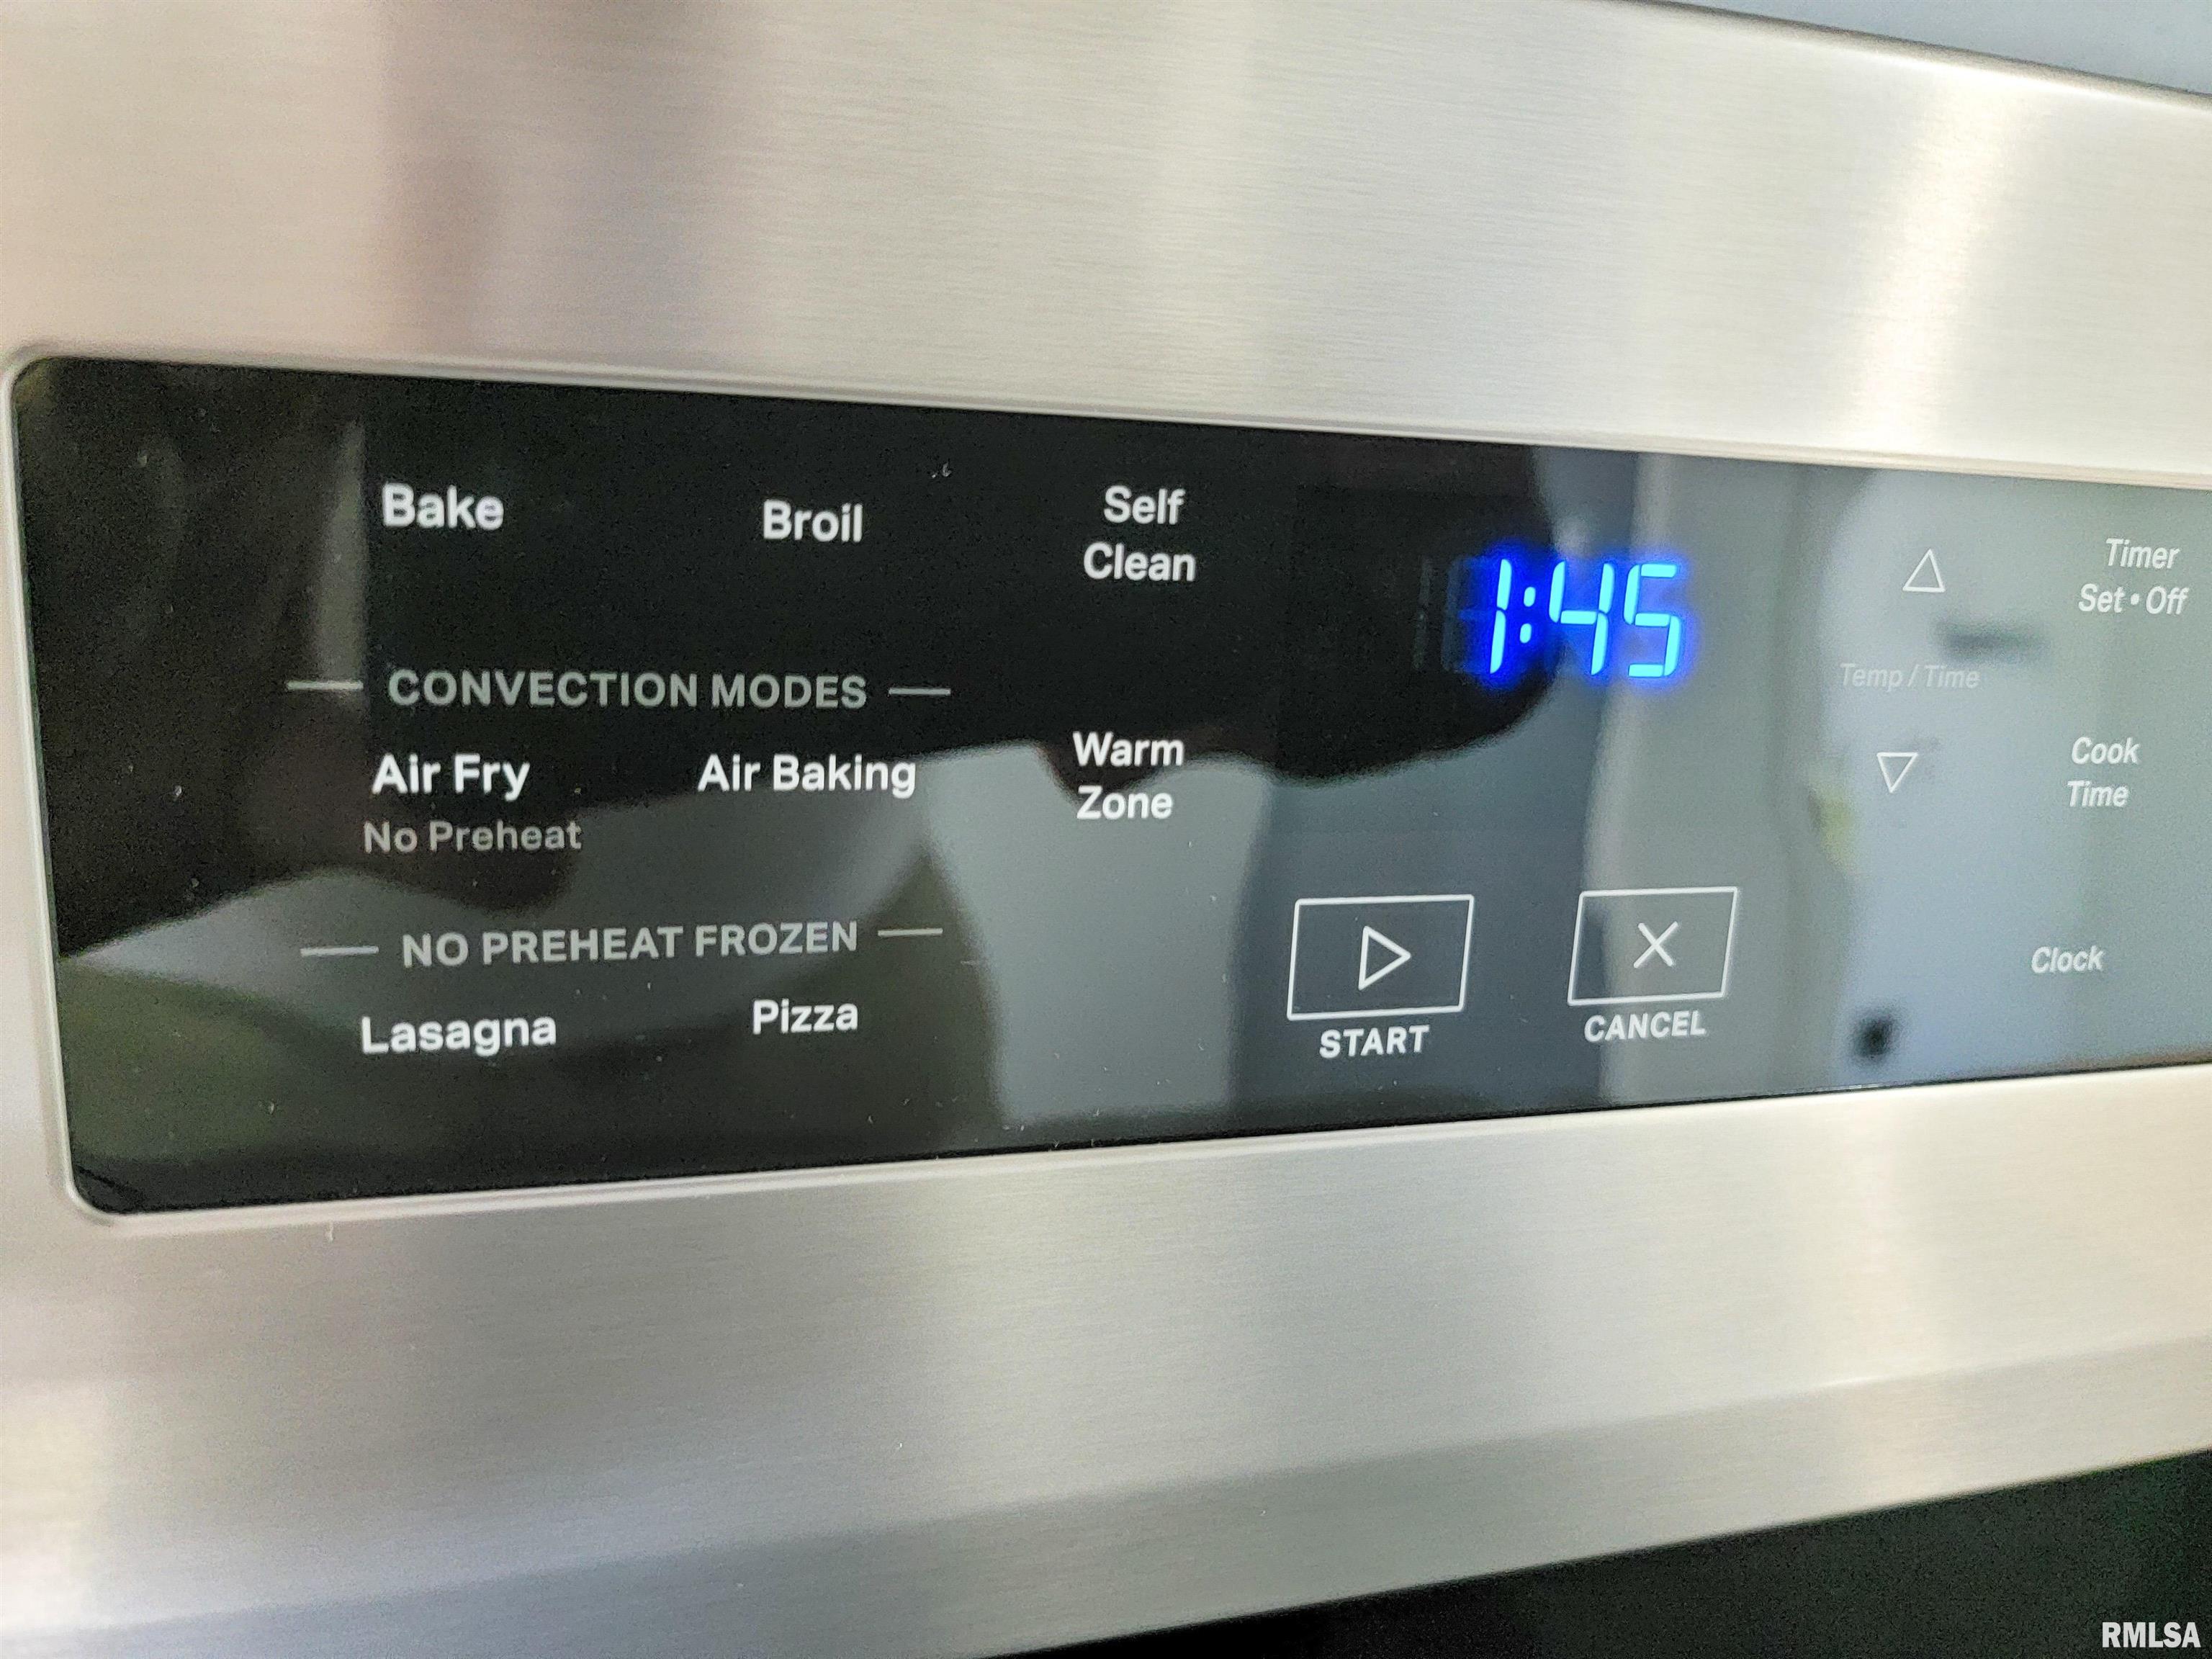 Bake
Broil
Self
Clean
1:45
Timer
Set • Off
CONVECTION MODES
Temp / Time
Air Fry
No Preheat
Air Baking
Warm
Zone
Cook
Time
NO PREHEAT FROZEN
Lasagna
Pizza
START
CANCEL
Clock
RMLSA